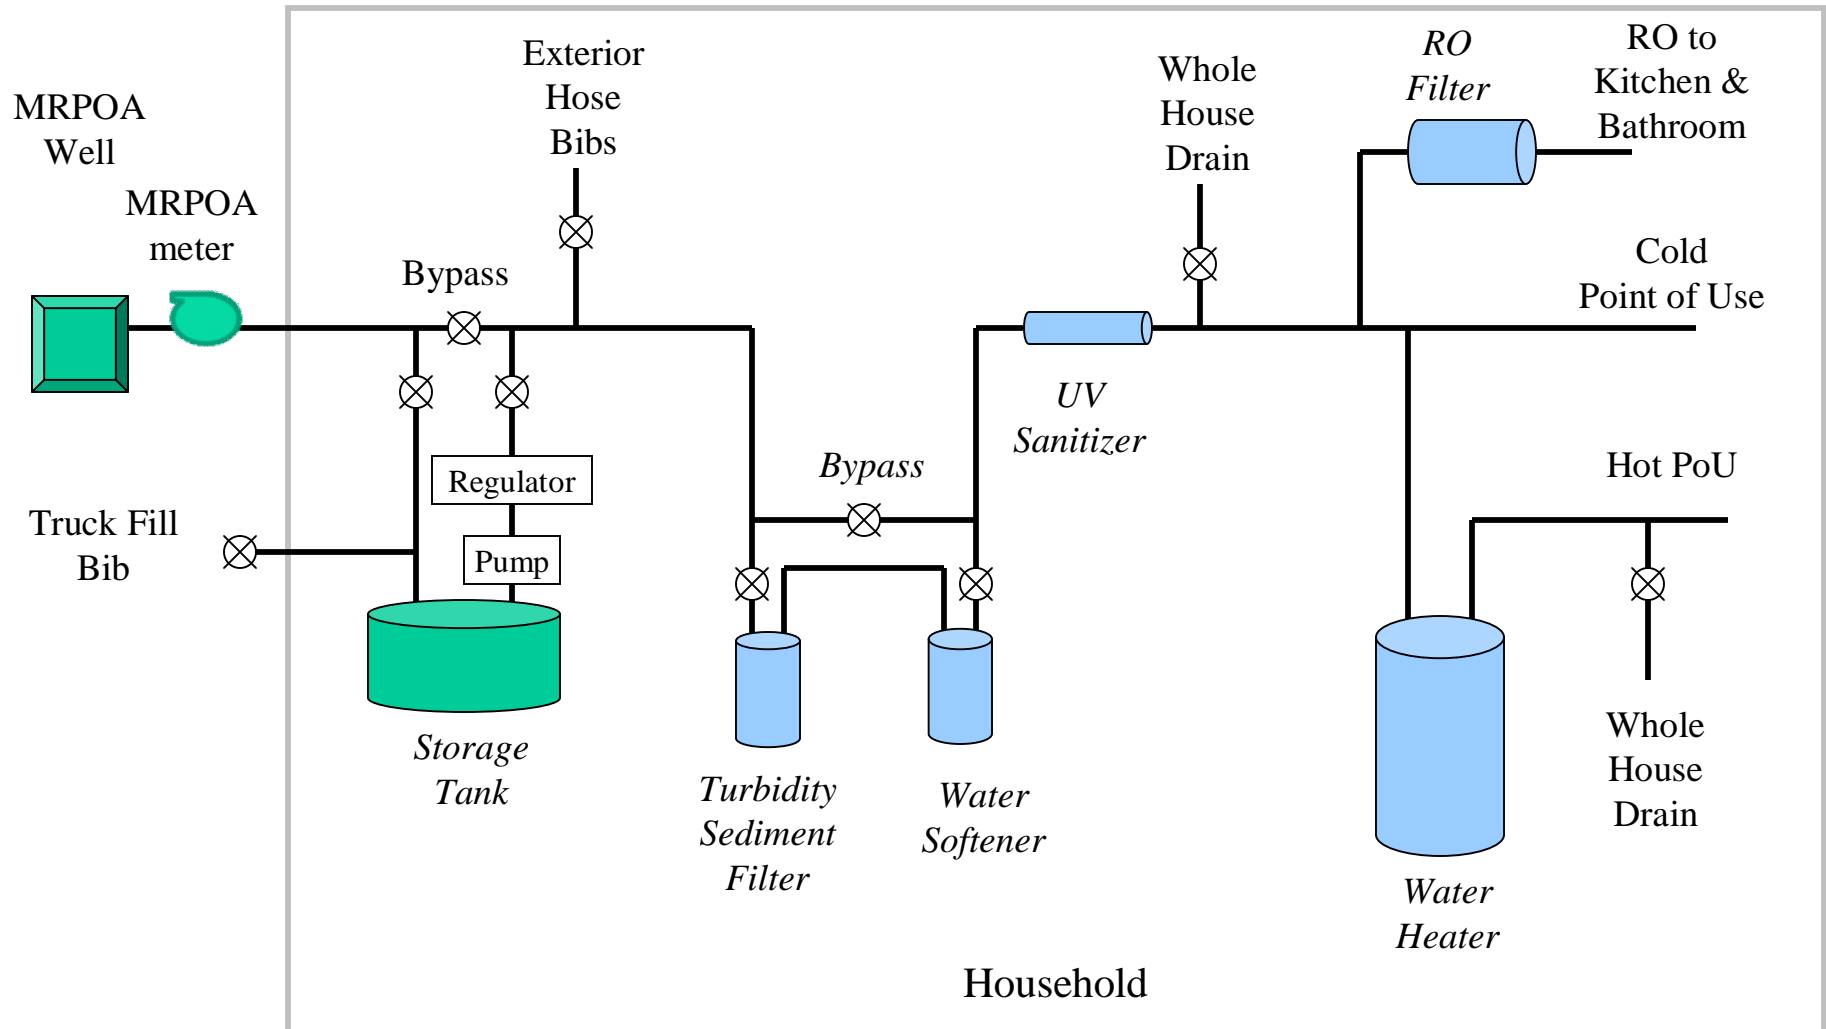 MRPOA
Well
MRPOA
meter
Exterior
Hose
Bibs
Bypass
Whole
House
Drain
RO
Filter
RO to
Kitchen &
Bathroom
Cold
Point of Use
UV
Sanitizer
Regulator
Pump
Truck Fill
Bib
Bypass
Hot PoU
Storage
Tank
Turbidity
Sediment
Filter
Water
Softener
Whole
House
Drain
Water
Heater
Household